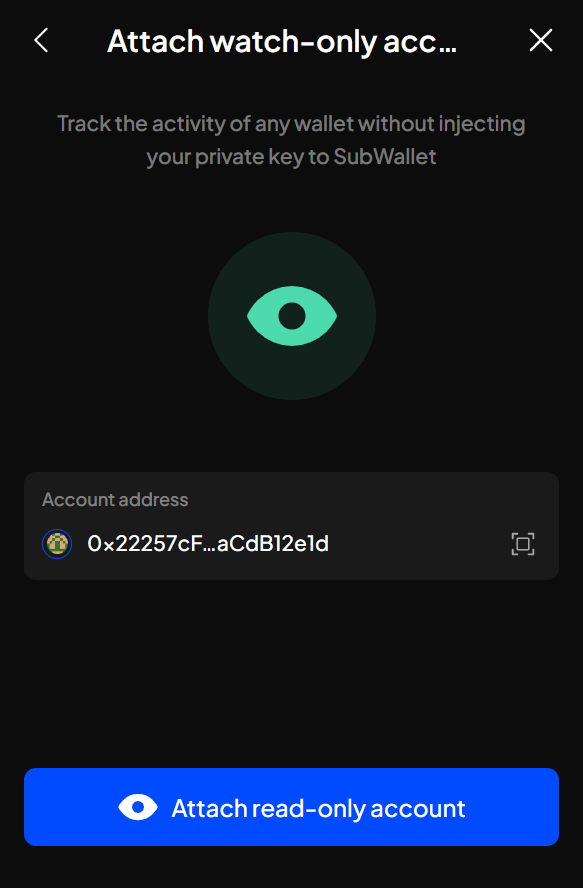 Attach watch-only acc...
Track the activity of any wallet without injecting
your private key to SubWallet
Account address
0x22257cF...aCdB12e1d
Attach read-only account